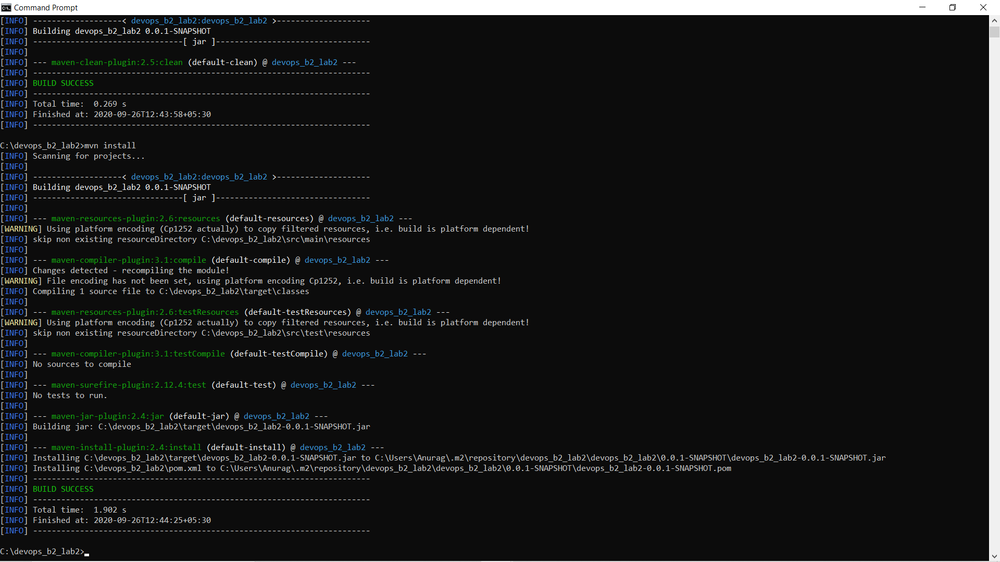 Command Prompt
[INFO] -------------------< devops_b2_lab2:devops_b2_lab2 >--------------------
[INFO] Building devops_b2_lab2 0.0.1-SNAPSHOT
[INFO] --------------------------------[ jar ]---------------------------------
[INFO]
[INFO] --- maven-clean-plugin:2.5:clean (default-clean) @ devops_b2_lab2 ---
[INFO] ------------------------------------------------------------------------
[INFO] BUILD SUCCESS
[INFO] ------------------------------------------------------------------------
[INFO] Total time:  0.269 s
[INFO] Finished at: 2020-09-26T12:43:58+05:30
[INFO] ------------------------------------------------------------------------
C:\devops_b2_lab2>mvn install
[INFO] Scanning for projects...
[INFO]
[INFO] -------------------< devops_b2_lab2:devops_b2_lab2 >--------------------
[INFO] Building devops_b2_lab2 0.0.1-SNAPSHOT
[INFO] --------------------------------[ jar ]---------------------------------
[INFO]
[INFO] --- maven-resources-plugin:2.6:resources (default-resources) @ devops_b2_lab2 ---
[WARNING] Using platform encoding (Cp1252 actually) to copy filtered resources, i.e. build is platform dependent!
[INFO] skip non existing resourceDirectory C:\devops_b2_lab2\src\main\resources
[INFO]
[INFO] --- maven-compiler-plugin:3.1:compile (default-compile) @ devops_b2_lab2 ---
[INFO] Changes detected - recompiling the module!
[WARNING] File encoding has not been set, using platform encoding Cp1252, i.e. build is platform dependent!
[INFO] Compiling 1 source file to C:\devops_b2_lab2\target\classes
[INFO]
[INFO] --- maven-resources-plugin:2.6:testResources (default-testResources) @ devops_b2_lab2 ---
[WARNING] Using platform encoding (Cp1252 actually) to copy filtered resources, i.e. build is platform dependent!
[INFO] skip non existing resourceDirectory C:\devops_b2_lab2\src\test\resources
[INFO]
[INFO] --- maven-compiler-plugin:3.1:testCompile (default-testCompile) @ devops_b2_lab2 ---
[INFO] No sources to compile
[INFO]
[INFO] --- maven-surefire-plugin:2.12.4:test (default-test) @ devops_b2_lab2 ---
[INFO] No tests to run.
[INFO]
[INFO] --- maven-jar-plugin:2.4:jar (default-jar) @ devops_b2_lab2 ---
[INFO] Building jar: C:\devops_b2_lab2\target\devops_b2_lab2-0.0.1-SNAPSHOT.jar
[INFO]
[INFO] --- maven-install-plugin:2.4:install (default-install) @ devops_b2_lab2 ---
[INFO] Installing C:\devops_b2_lab2\target\devops_b2_lab2-0.0.1-SNAPSHOT.jar to C:\Users\Anurag\.m2\repository\devops_b2_lab2\devops_b2_lab2\0.0.1-SNAPSHOT\devops_b2_lab2-0.0.1-SNAPSHOT.jar
[INFO] Installing C:\devops_b2_lab2\pom.xml to C:\Users\Anurag\.m2\repository\devops_b2_lab2\devops_b2_lab2\0.0.1-SNAPSHOT\devops_b2_lab2-0.0.1-SNAPSHOT.pom
[INFO] ------------------------------------------------------------------------
[INFO] BUILD SUCCESS
[INFO] ------------------------------------------------------------------------
[INFO] Total time:  1.902 s
[INFO] Finished at: 2020-09-26T12:44:25+05:30
[INFO] ------------------------------------------------------------------------
C:\devops_b2_lab2>